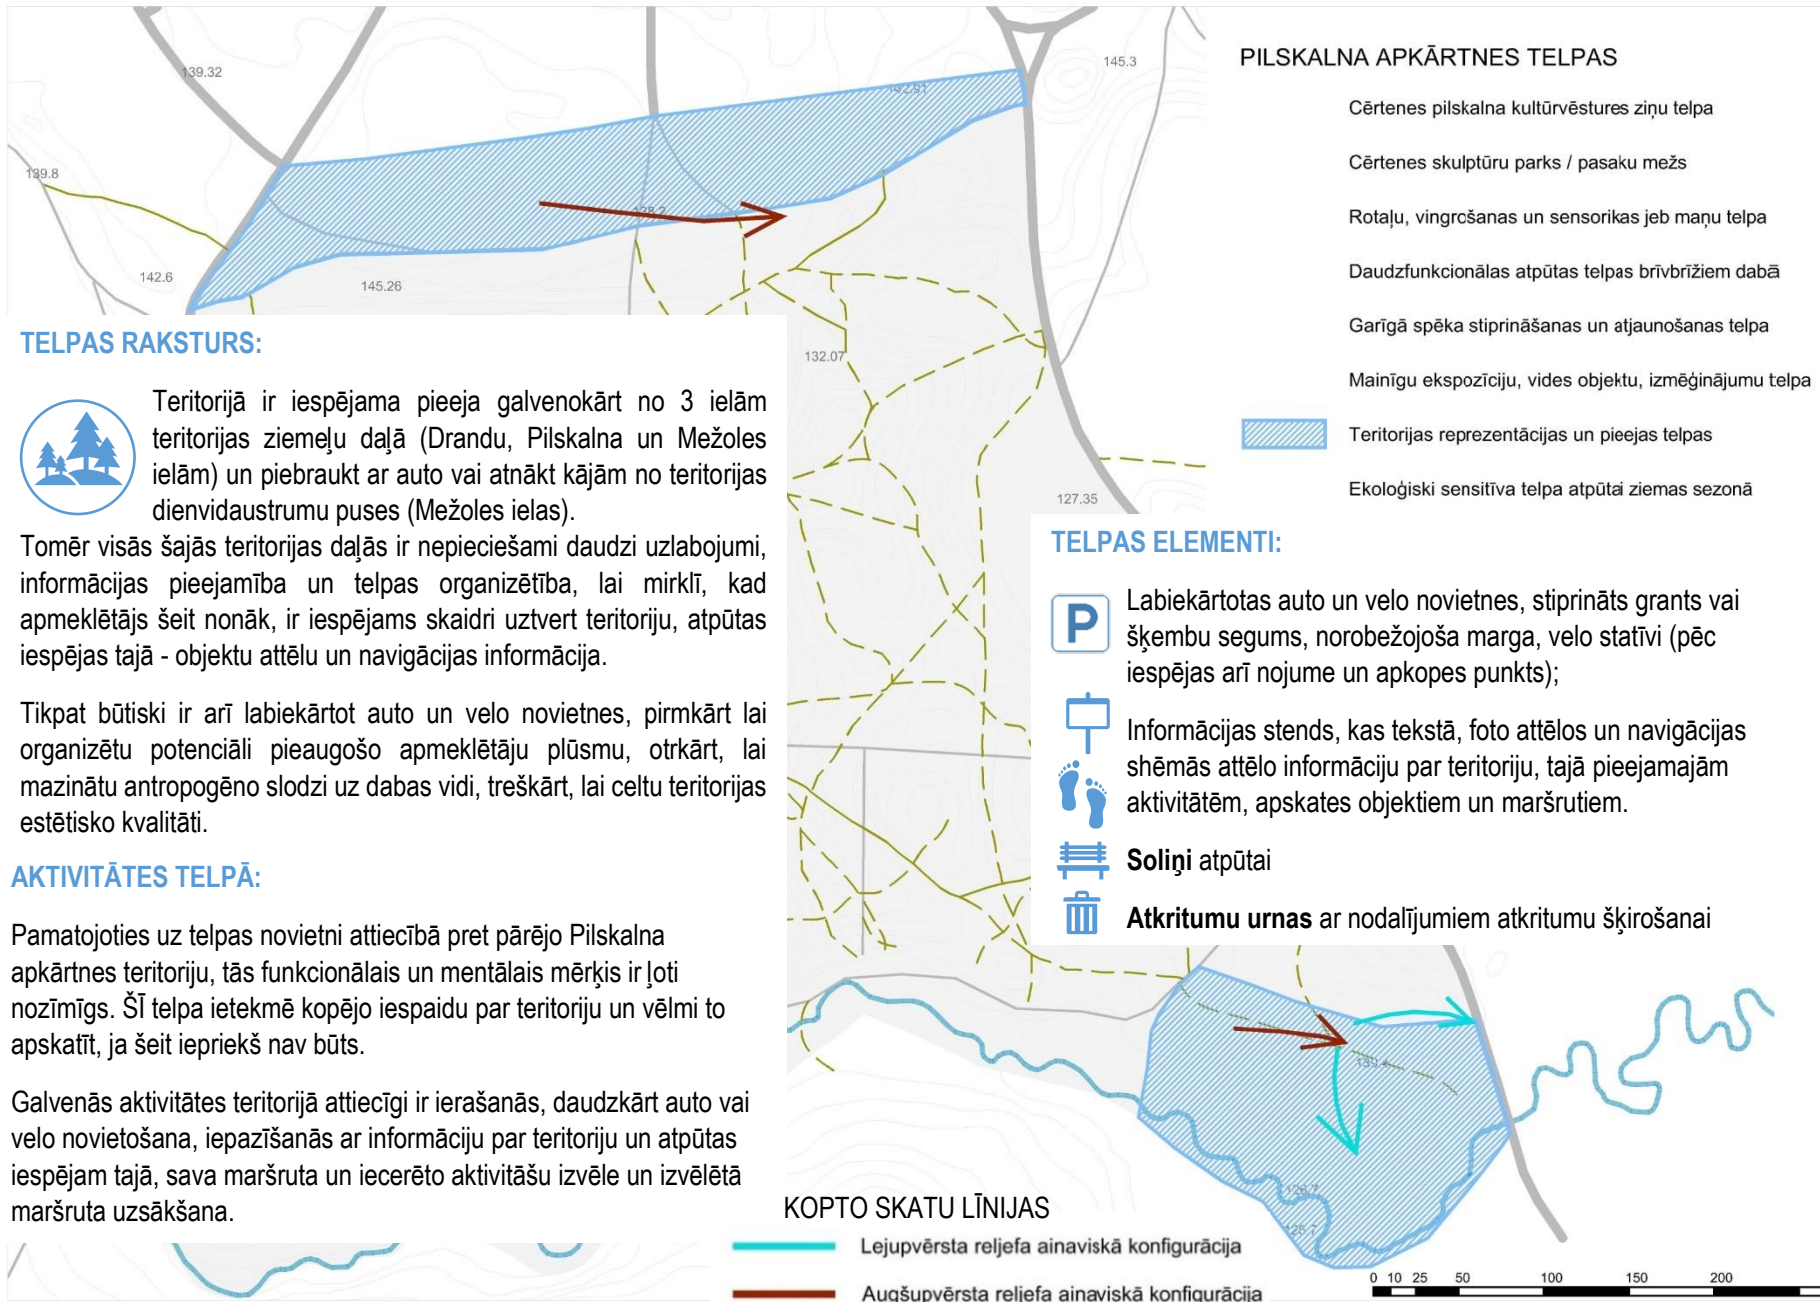 139.32
145.3
142.91
139.8
138.2
142.6
145.26
132.07
127.35
PILSKALNA APKĀRTNES TELPAS
Cērtenes pilskalna kultūrvēstures ziņu telpa
Cērtenes skulptūru parks / pasaku mežs
Rotaļu, vingrošanas un sensorikas jeb maņu telpa
Daudzfunkcionālas atpūtas telpas brīvbrīžiem dabā
Garīgā spēka stiprināšanas un atjaunošanas telpa
Mainīgu ekspozīciju, vides objektu, izmēģinājumu telpa
Teritorijas reprezentācijas un pieejas telpas
Ekoloģiski sensitīva telpa atpūtai ziemas sezonā
TELPAS RAKSTURS:
Teritorijā ir iespējama pieeja galvenokārt no 3 ielām
teritorijas ziemeļu daļā (Drandu, Pilskalna un Mežoles
ielām) un piebraukt ar auto vai atnākt kājām no teritorijas
dienvidaustrumu puses (Mežoles ielas).
Tomēr visās šajās teritorijas daļās ir nepieciešami daudzi uzlabojumi,
informācijas pieejamība un telpas organizētība, lai mirklī, kad
apmeklētājs šeit nonāk, ir iespējams skaidri uztvert teritoriju, atpūtas
iespējas tajā - objektu attēlu un navigācijas informācija.
Tikpat būtiski ir arī labiekārtot auto un velo novietnes, pirmkārt lai
organizētu potenciāli pieaugošo apmeklētāju plūsmu, otrkārt, lai
mazinātu antropogēno slodzi uz dabas vidi, treškārt, lai celtu teritorijas
estētisko kvalitāti.
AKTIVITĀTES TELPĀ:
Pamatojoties uz telpas novietni attiecībā pret pārējo Pilskalna
apkārtnes teritoriju, tās funkcionālais un mentālais mērķis ir ļoti
nozīmīgs. ŠĪ telpa ietekmē kopējo iespaidu par teritoriju un vēlmi to
apskatīt, ja šeit iepriekš nav būts.
Galvenās aktivitātes teritorijā attiecīgi ir ierašanās, daudzkārt auto vai
velo novietošana, iepazīšanās ar informāciju par teritoriju un atpūtas
iespējam tajā, sava maršruta un iecerēto aktivitāšu izvēle un izvēlētā
maršruta uzsākšana.
TELPAS ELEMENTI:
P
Labiekārtotas auto un velo novietnes, stiprināts grants vai
šķembu segums, norobežojoša marga, velo statīvi (pēc
iespējas arī nojume un apkopes punkts);
Informācijas stends, kas tekstā, foto attēlos un navigācijas
shēmās attēlo informāciju par teritoriju, tajā pieejamajām
aktivitātēm, apskates objektiem un maršrutiem.
Soliņi atpūtai
Atkritumu urnas ar nodalījumiem atkritumu šķirošanai
126.7
125.7
KOPTO SKATU LĪNIJAS
Lejupvērsta reljefa ainaviskā konfigurācija
Augšupvērsta reljefa ainaviskā konfigurācija
0 10 25 50 100 150 200